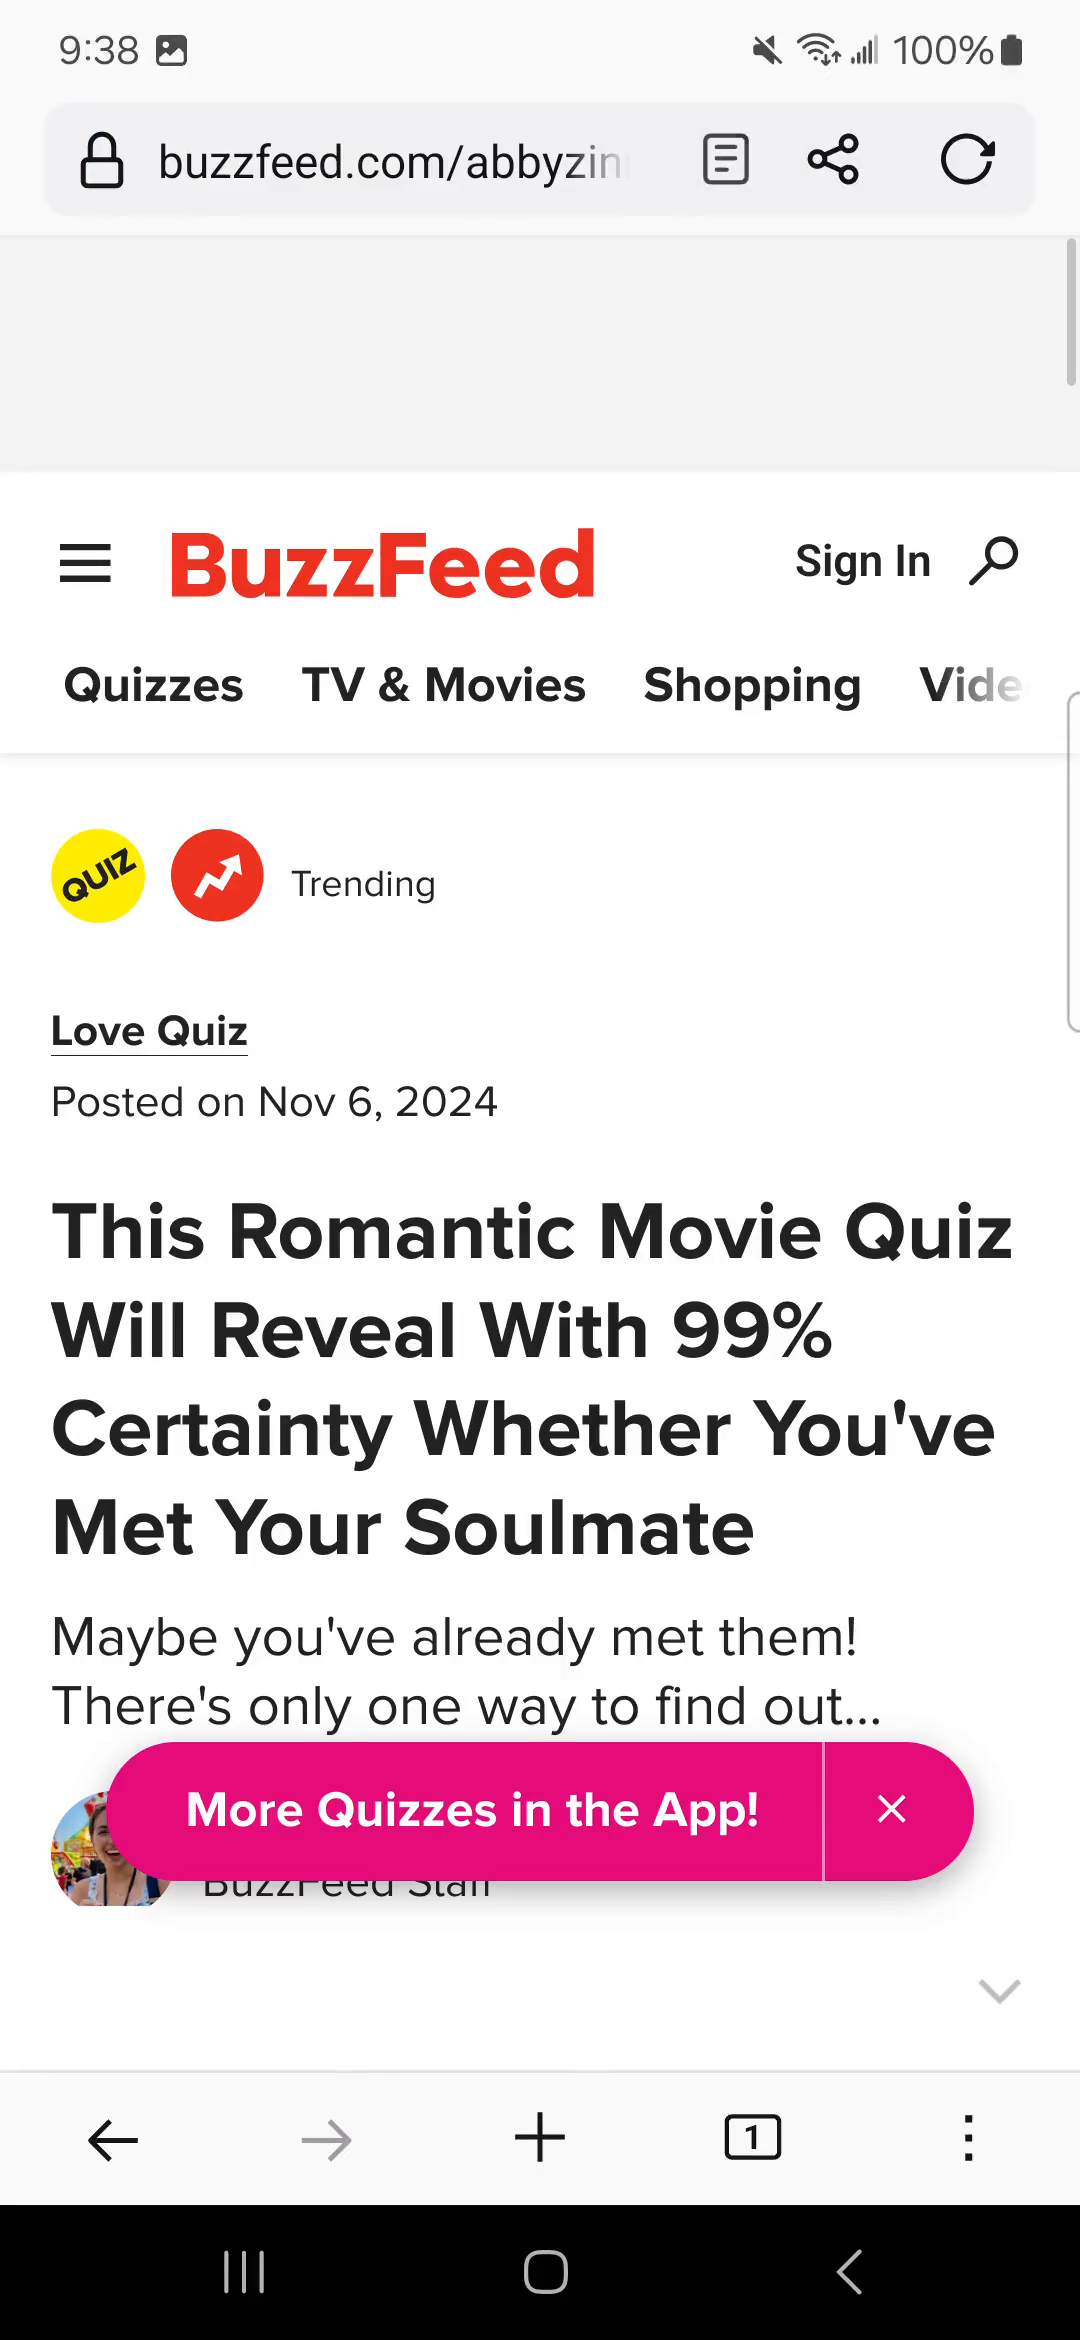 9:38 100%
buzzfeed.com/abbyzin
BuzzFeed Sign In
Quizzes TV & Movies Shopping Vide
QUIZ Trending
Love Quiz
Posted on Nov 6, 2024
This Romantic Movie Quiz
Will Reveal With 99%
Certainty Whether You've
Met Your Soulmate
Maybe you've already met them!
There's only one way to find out...
More Quizzes in the App!
BuzzFeed Staff
1